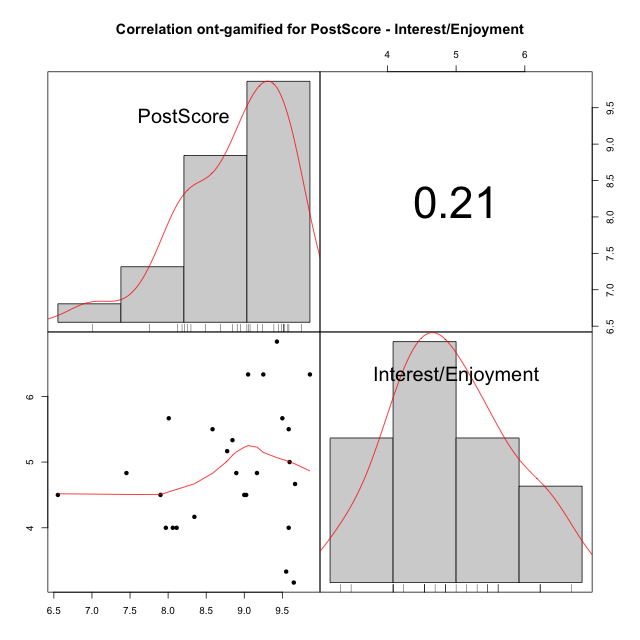 Correlation ont-gamified for PostScore - Interest/Enjoyment
4 5 6
PostScore
0.21
9.5
9.0
8.5
8.0
7.5
7.0
6.5
Interest/Enjoyment
6
5
4
6.5 7.0 7.5 8.0 8.5 9.0 9.5